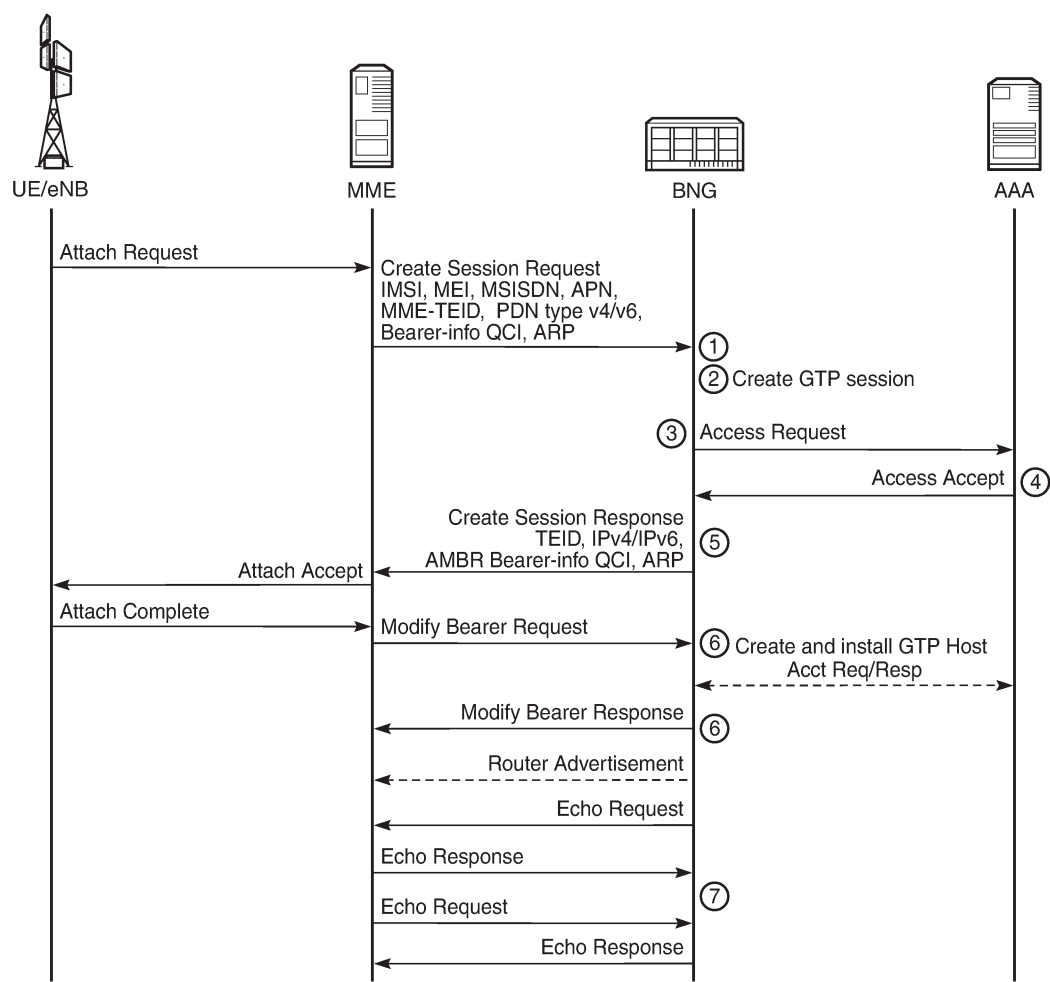 UE/eNB
MME
BNG
AAA
Attach Request
Create Session Request
IMSI, MEI, MSISDN, APN,
MME-TEID, PDN type v4/v6,
Bearer-info QCI, ARP
1
2 Create GTP session
3 Access Request
Access Accept 4
Create Session Response
TEID, IPv4/IPv6,
AMBR Bearer-info QCI, ARP
5
Attach Accept
Attach Complete
Modify Bearer Request
6 Create and install GTP Host
Acct Req/Resp
Modify Bearer Response 6
Router Advertisement
Echo Request
Echo Response
7
Echo Request
Echo Response